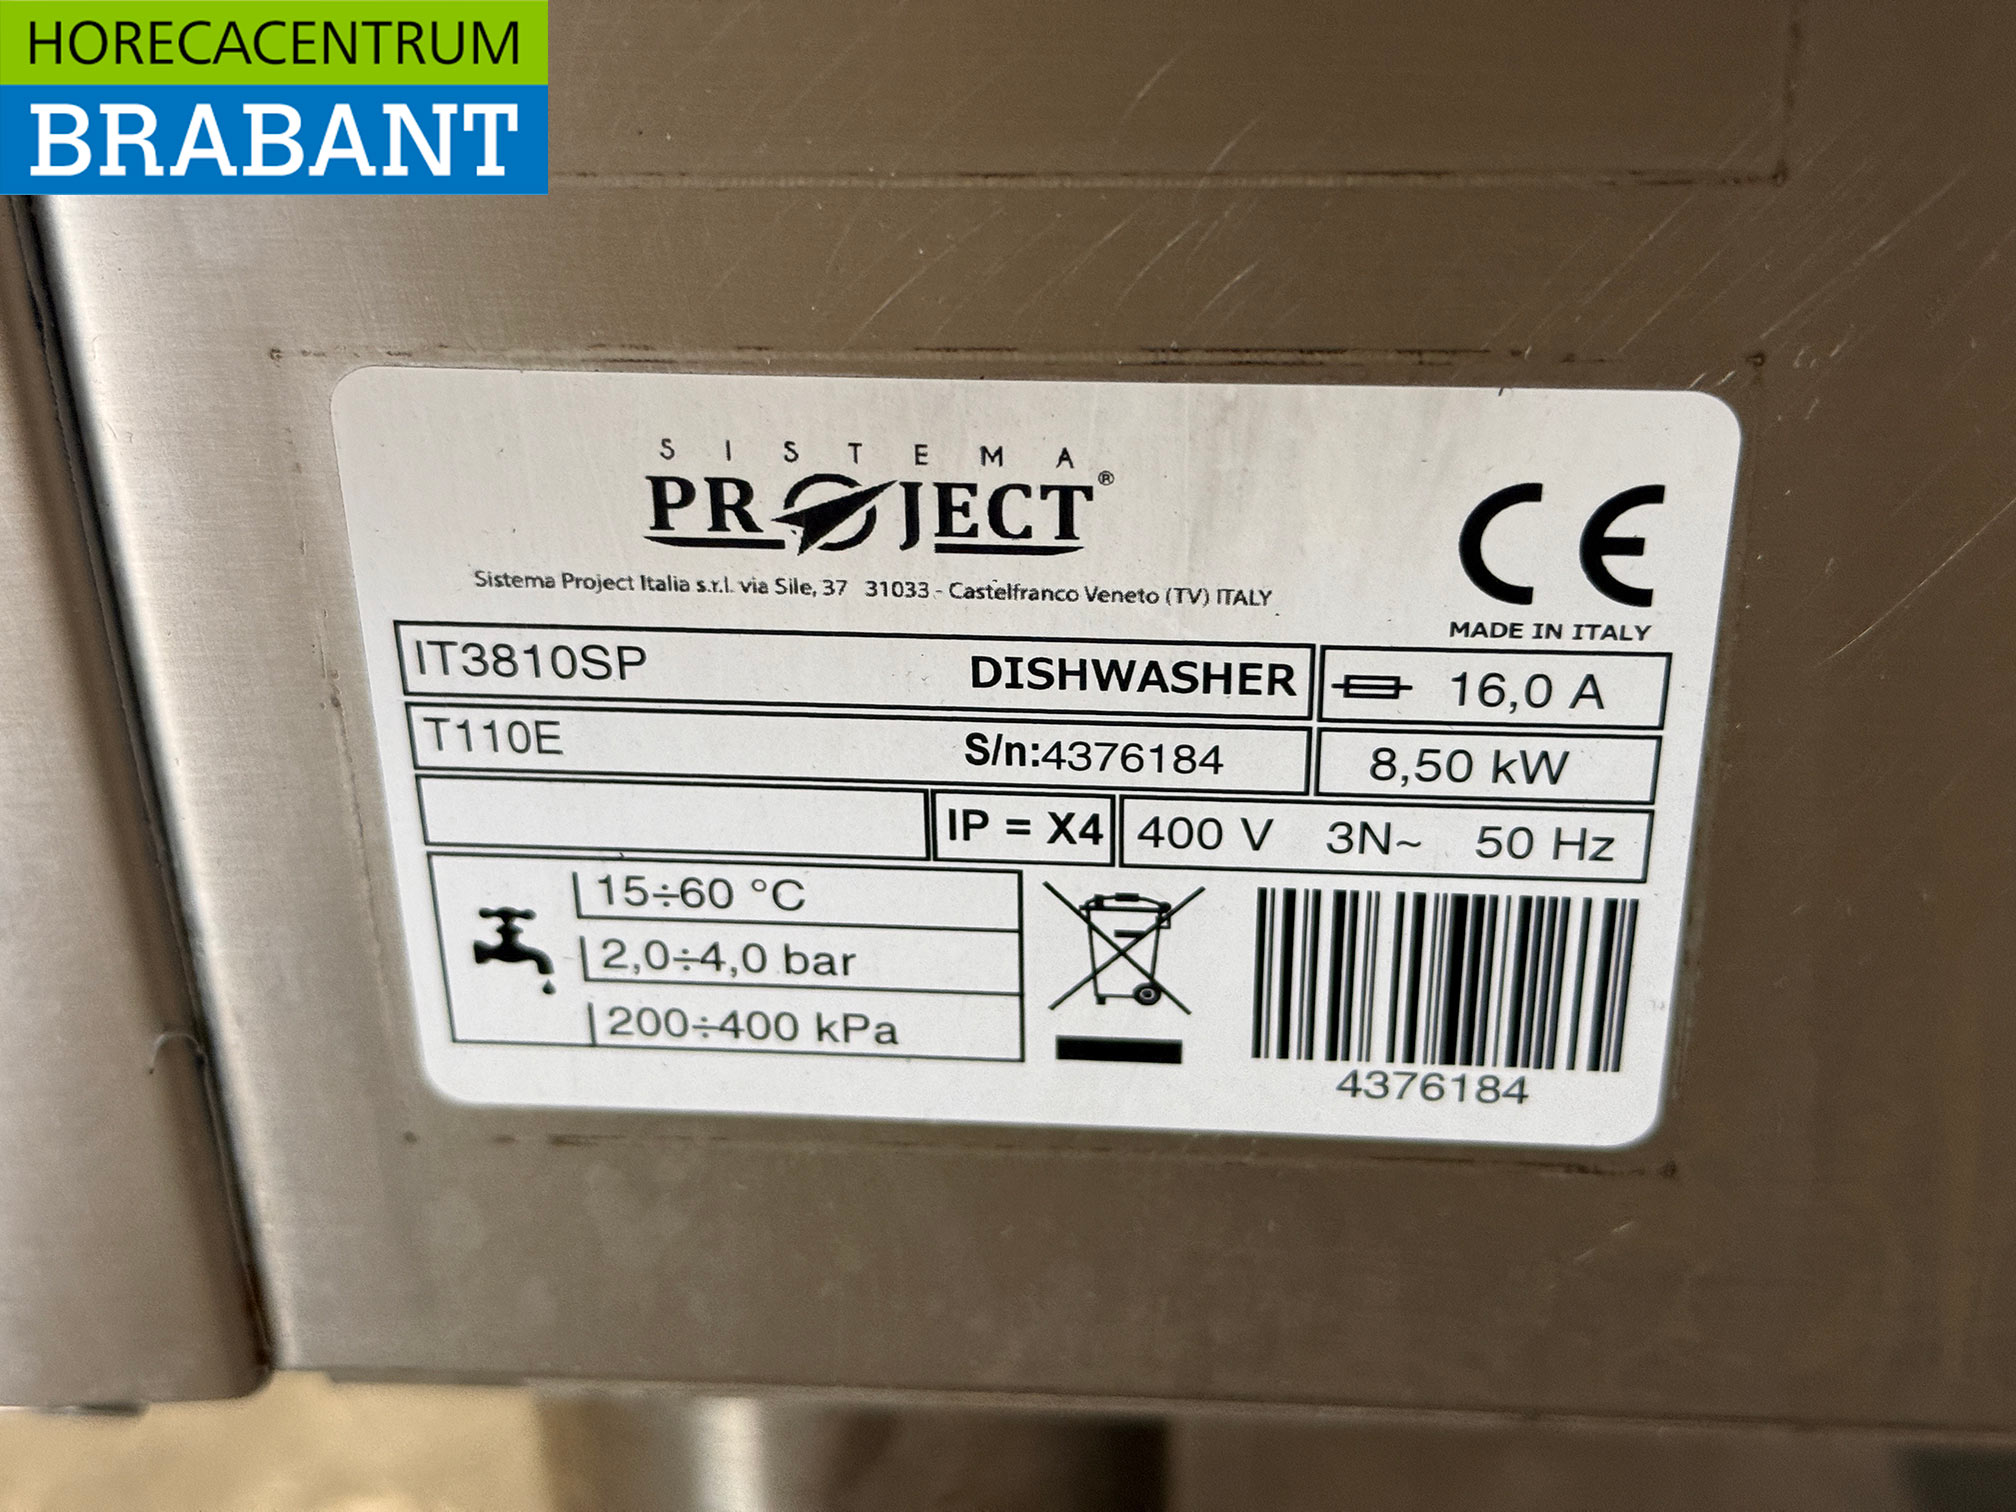 HORECACENTRUM
BRABANT
SISTEMA
PROJECT®
Sistema Project Italia s.r.l. via Sile, 37 31033 - Castelfranco Veneto (TV) ITALY
CE
MADE IN ITALY
IT3810SP DISHWASHER 16,0 A
T110E S/n:4376184 8,50 kW
IP = X4 400 V 3N~ 50 Hz
15÷60 °C
2,0÷4,0 bar
200÷400 kPa
4376184